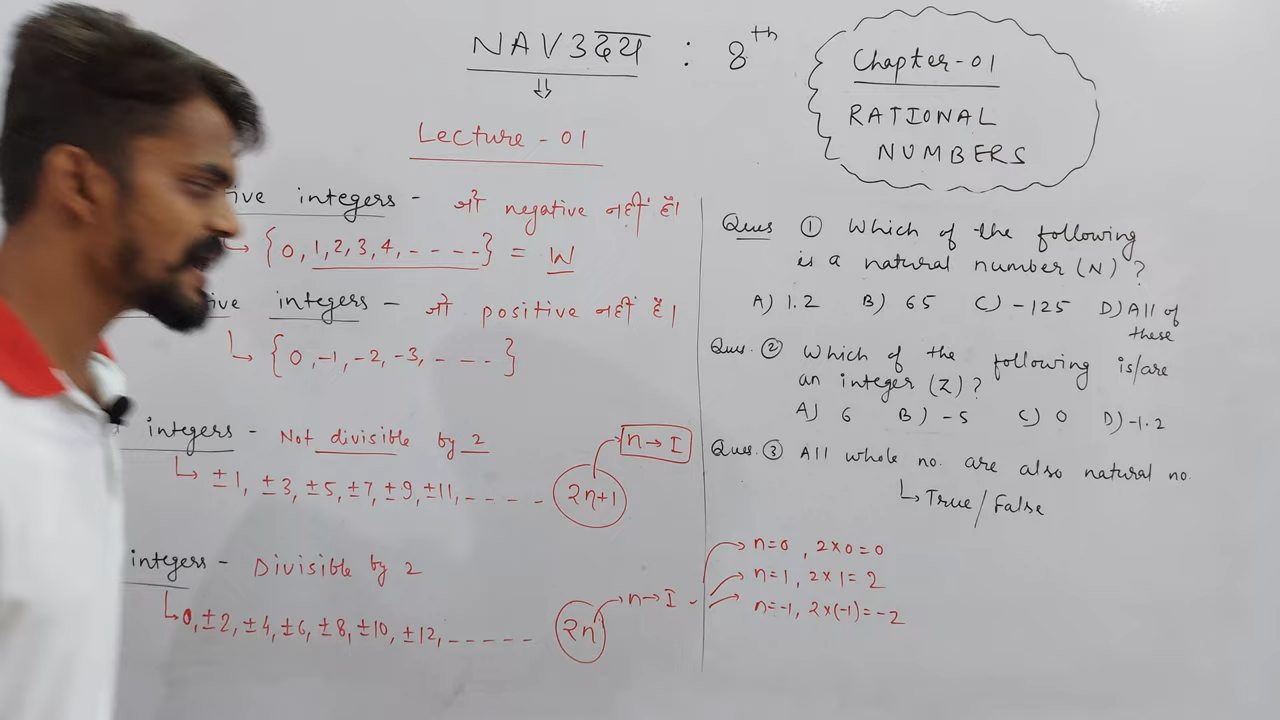 NAVउदय : 8th
⇓
Lecture - 01
Chapter-01
RATIONAL
NUMBERS
tive integers - जो negative नहीं हैं।
↳ {0, 1, 2, 3, 4, - - - -} = W
tive integers - जो positive नहीं हैं।
↳ {0, -1, -2, -3, - - - -}
integers - Not divisible by 2
↳ ±1, ±3, ±5, ±7, ±9, ±11, - - - - 2n+1
n→I
integers - Divisible by 2
↳ 0, ±2, ±4, ±6, ±8, ±10, ±12, - - - - - - 2n
n→I
Ques ① Which of the following
is a natural number (N) ?
A) 1.2 B) 65 C) -125 D) All of
these
Ques. ② Which of the following is/are
an integer (Z) ?
A) 6 B) -5 C) 0 D) -1.2
Ques. ③ All whole no. are also natural no.
↳ True/False
n=0 , 2×0=0
n=1, 2×1=2
n=-1, 2×(-1)=-2